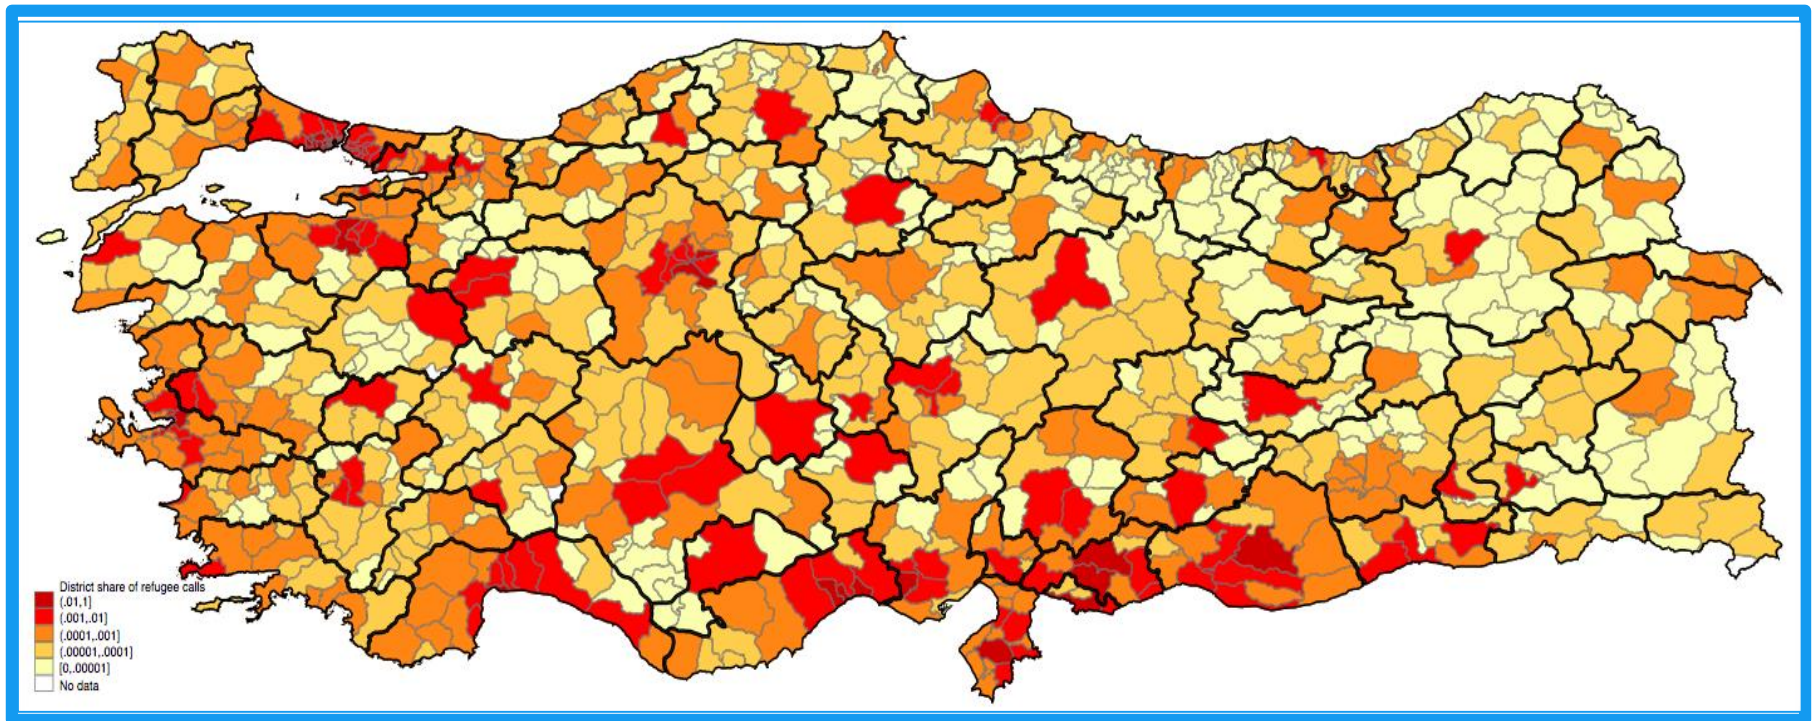 District share of refugee calls
(.01,1]
(.001,.01]
(.0001,.001]
(.00001,.0001]
[0,.00001]
No data